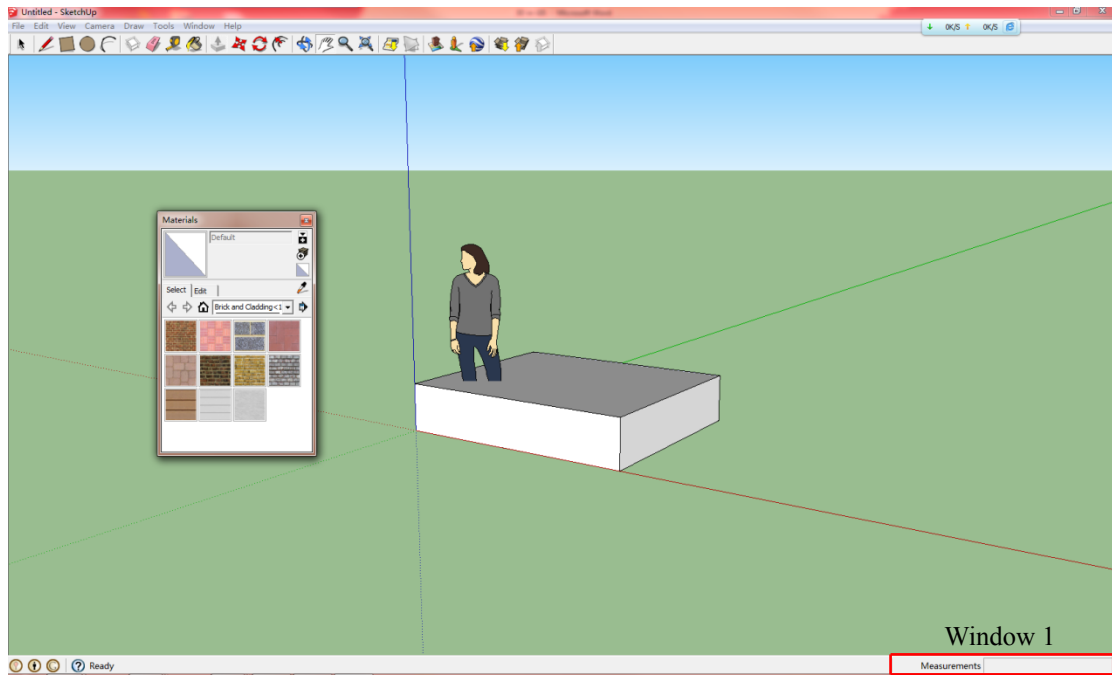 Untitled - SketchUp
File Edit View Camera Draw Tools Window Help
0K/S 0K/S
Materials
Default
Select Edit
Brick and Cladding<1
Window 1
Ready
Measurements